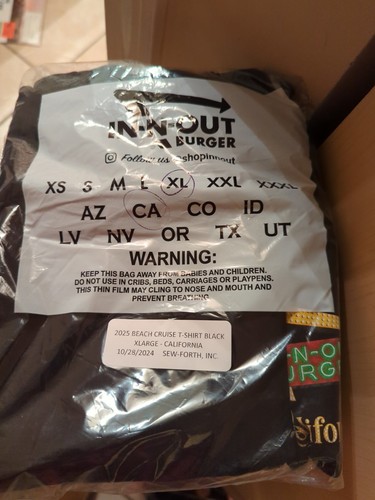 IN-N-OUT
BURGER
Follow us @shopinnout
XS S M L XL XXL XXXL
AZ CA CO ID
LV NV OR TX UT
WARNING:
KEEP THIS BAG AWAY FROM BABIES AND CHILDREN.
DO NOT USE IN CRIBS, BEDS, CARRIAGES OR PLAYPENS.
THIS THIN FILM MAY CLING TO NOSE AND MOUTH AND
PREVENT BREATHING.
2025 BEACH CRUISE T-SHIRT BLACK
XLARGE - CALIFORNIA
10/28/2024 SEW-FORTH, INC
N-O
URG
lifo